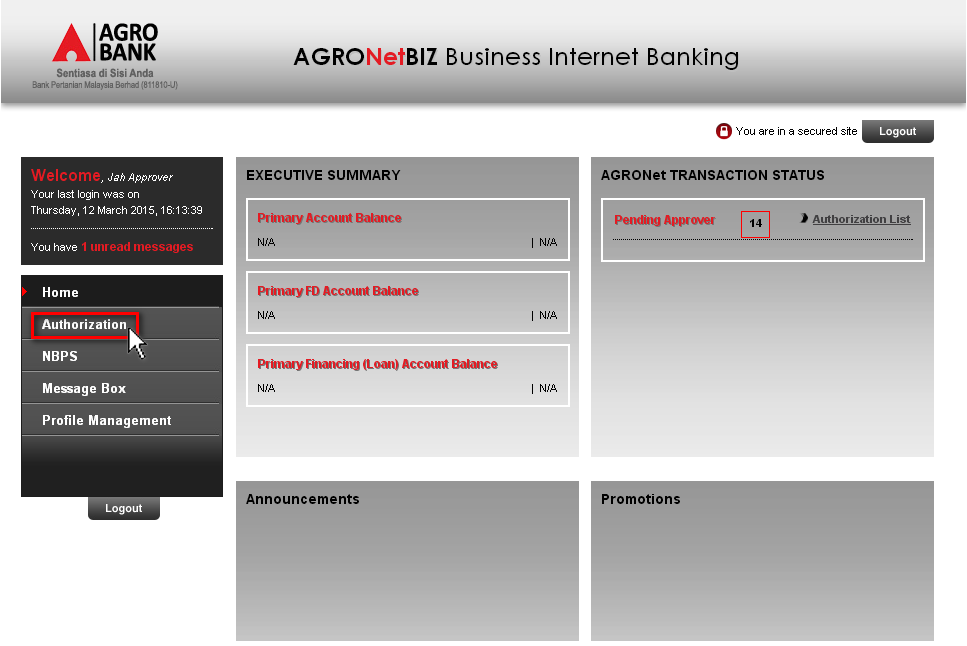 AGRO
BANK
Sentiasa di Sisi Anda
Bank Pertanian Malaysia Berhad (811810-U)
AGRONetBIZ Business Internet Banking
You are in a secured site
Logout
Welcome, Jah Approver
Your last login was on
Thursday, 12 March 2015, 16:13:39
You have 1 unread messages
Home
Authorization
NBPS
Message Box
Profile Management
Logout
EXECUTIVE SUMMARY
Primary Account Balance
N/A | N/A
Primary FD Account Balance
N/A | N/A
Primary Financing (Loan) Account Balance
N/A | N/A
AGRONet TRANSACTION STATUS
Pending Approver 14 Authorization List
Announcements
Promotions